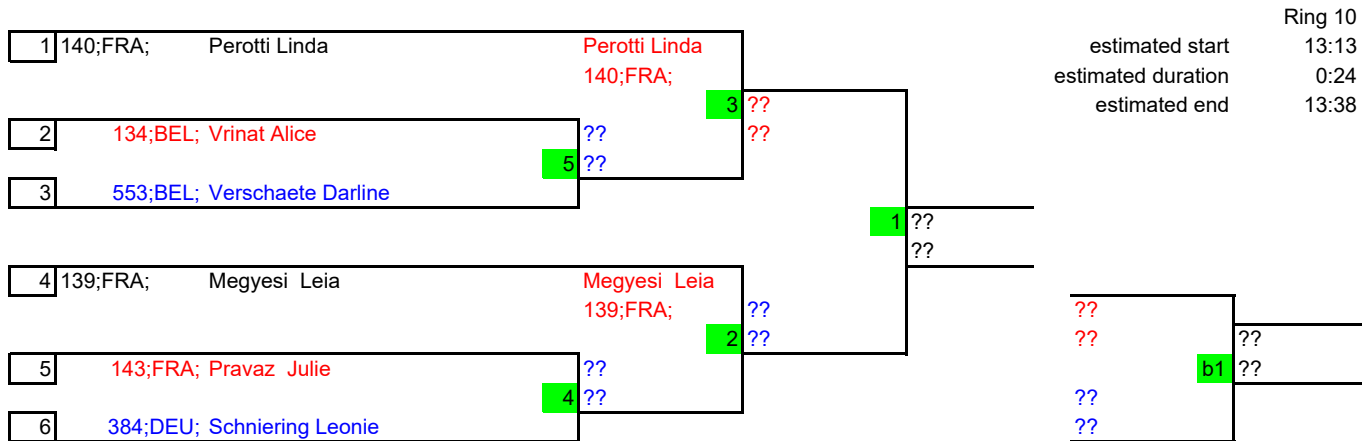 Ring 10
1 140;FRA; Perotti Linda Perotti Linda estimated start 13:13
140;FRA; estimated duration 0:24
3 ?? estimated end 13:38
2 134;BEL; Vrinat Alice ?? ??
5 ??
3 553;BEL; Verschaete Darline
1 ??
??
4 139;FRA; Megyesi Leia Megyesi Leia
139;FRA; ?? ??
2 ?? ?? ??
5 143;FRA; Pravaz Julie ?? b1 ??
4 ?? ??
6 384;DEU; Schniering Leonie ??